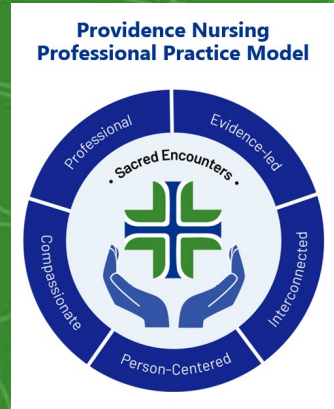 Providence Nursing
Professional Practice Model
Professional
Evidence-led
• Sacred Encounters •
Compassionate
Interconnected
Person-Centered